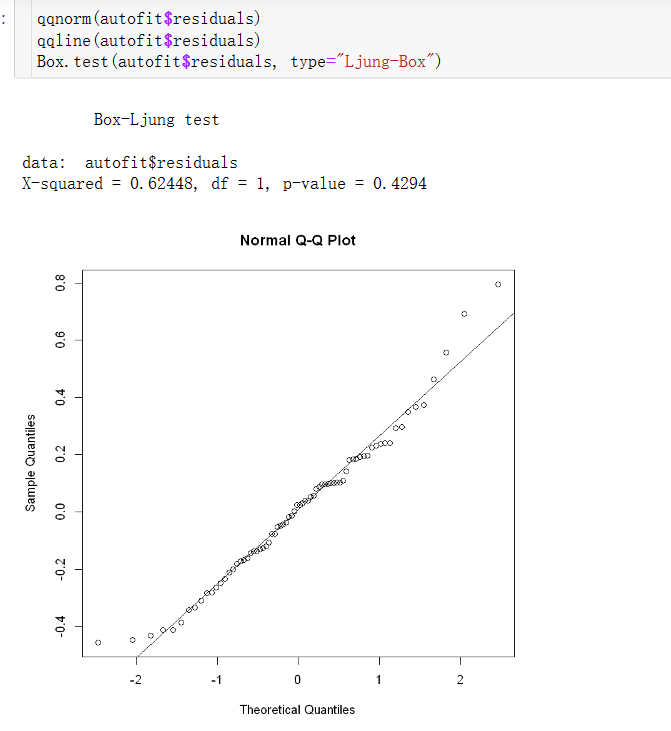 :
qqnorm(autofit$residuals)
qqline(autofit$residuals)
Box.test(autofit$residuals, type="Ljung-Box")
Box-Ljung test
data:  autofit$residuals
X-squared = 0.62448, df = 1, p-value = 0.4294
Normal Q-Q Plot
0.8
0.6
0.4
0.2
0.0
-0.2
-0.4
Sample Quantiles
-2 -1 0 1 2
Theoretical Quantiles